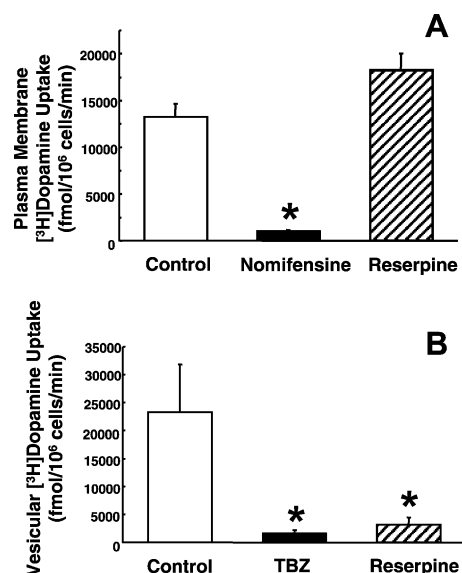 A
Plasma Membrane
[³H]Dopamine Uptake
(fmol/10⁶ cells/min)
20000
15000
10000
5000
0
*
Control Nomifensine Reserpine
B
Vesicular [³H]Dopamine Uptake
(fmol/10⁶ cells/min)
35000
30000
25000
20000
15000
10000
5000
0
* *
Control TBZ Reserpine